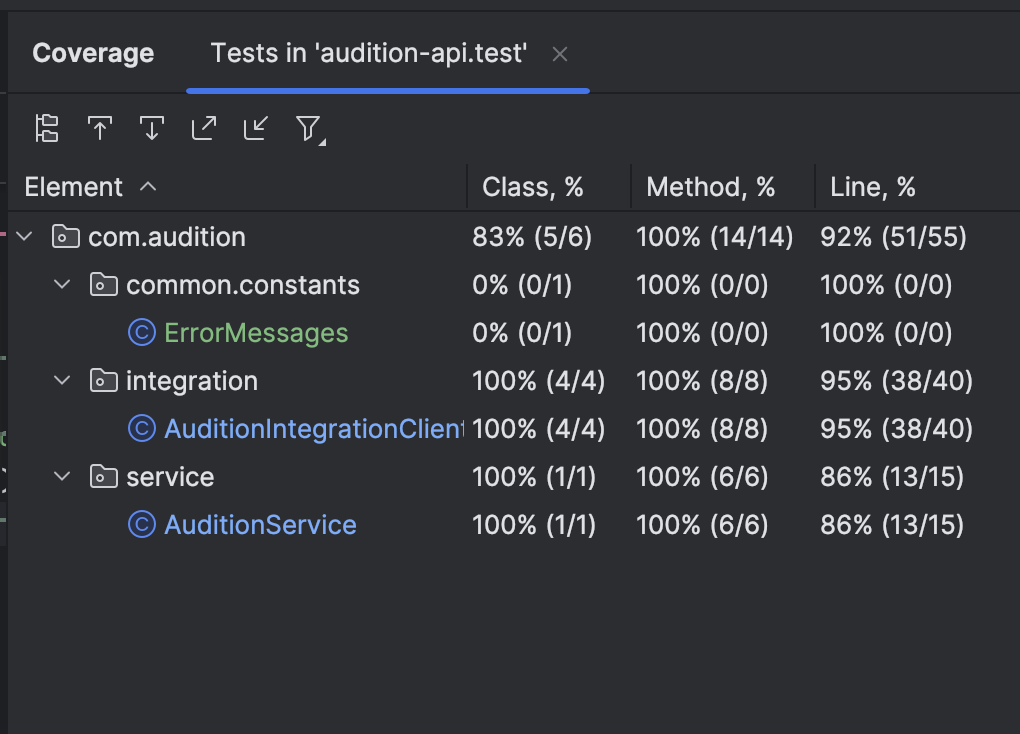 Coverage Tests in 'audition-api.test'
Element Class, % Method, % Line, %
com.audition 83% (5/6) 100% (14/14) 92% (51/55)
common.constants 0% (0/1) 100% (0/0) 100% (0/0)
ErrorMessages 0% (0/1) 100% (0/0) 100% (0/0)
integration 100% (4/4) 100% (8/8) 95% (38/40)
AuditionIntegrationClient 100% (4/4) 100% (8/8) 95% (38/40)
service 100% (1/1) 100% (6/6) 86% (13/15)
AuditionService 100% (1/1) 100% (6/6) 86% (13/15)